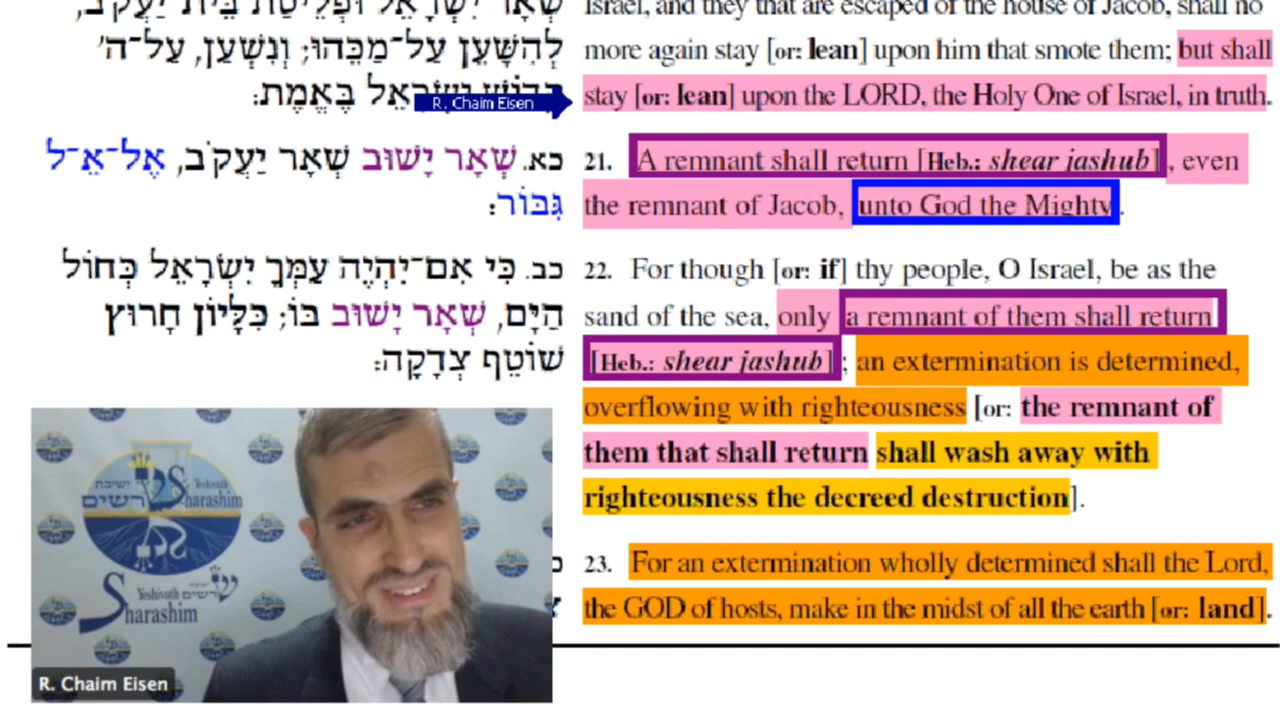 שְׁאָר יִשְׂרָאֵל וּפְלֵיטַת בֵּית יַעֲקֹב,
לְהִשָּׁעֵן עַל־מַכֵּהוּ; וְנִשְׁעַן, עַל־ה'
בֶּאֱמֶת:
כא. שְׁאָר יָשׁוּב שְׁאָר יַעֲקֹב, אֶל־אֵ־ל
גִּבּוֹר:
כב. כִּי אִם־יִהְיֶה עַמְּךָ יִשְׂרָאֵל כְּחוֹל
הַיָּם, שְׁאָר יָשׁוּב בּוֹ; כִּלָּיוֹן חָרוּץ
שׁוֹטֵף צְדָקָה:
Israel, and they that are escaped of the house of Jacob, shall no
more again stay [or: lean] upon him that smote them; but shall
stay [or: lean] upon the LORD, the Holy One of Israel, in truth.
21. A remnant shall return [Heb.: shear jashub], even
the remnant of Jacob, unto God the Mighty.
22. For though [or: if] thy people, O Israel, be as the
sand of the sea, only a remnant of them shall return
[Heb.: shear jashub]; an extermination is determined,
overflowing with righteousness [or: the remnant of
them that shall return shall wash away with
righteousness the decreed destruction].
23. For an extermination wholly determined shall the Lord,
the GOD of hosts, make in the midst of all the earth [or: land].
R. Chaim Eisen
ישיבת Yeshivath
שרשים Sharashim
Yeshivath ישיבת שרשים
Sharashim
R. Chaim Eisen